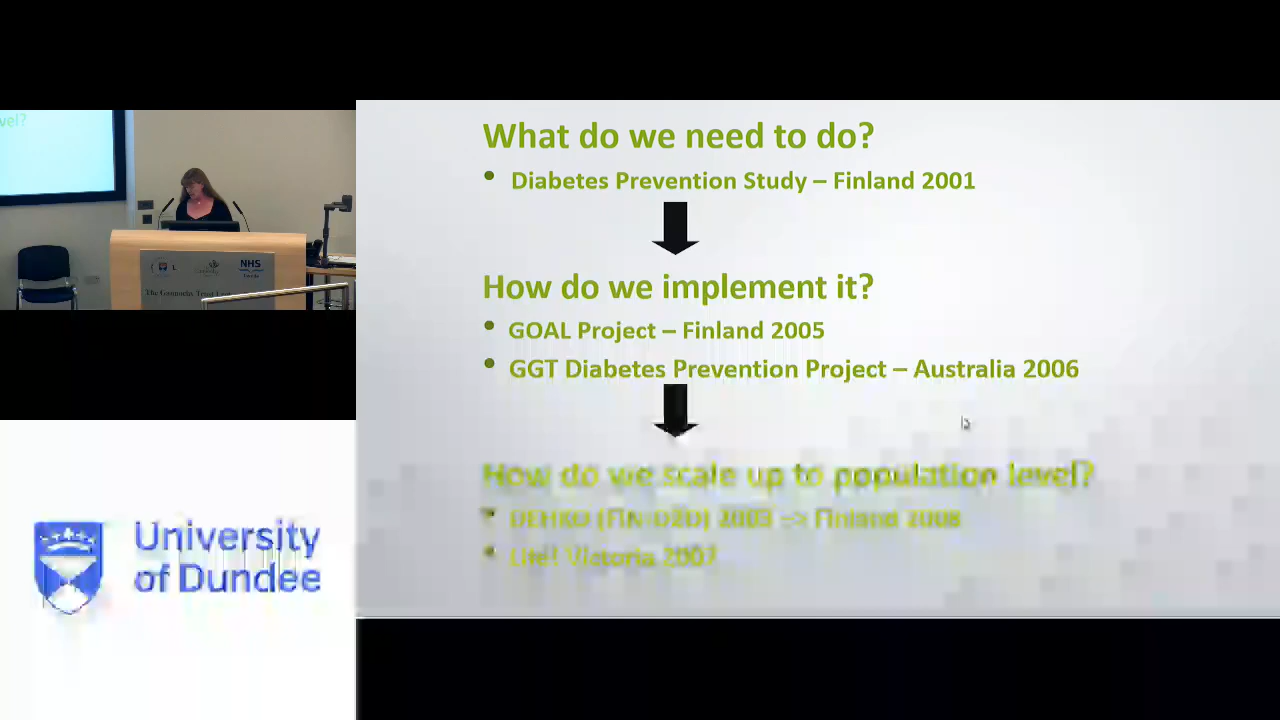 vel?
NHS
What do we need to do?
• Diabetes Prevention Study – Finland 2001
How do we implement it?
• GOAL Project – Finland 2005
• GGT Diabetes Prevention Project – Australia 2006
How do we scale up to population level?
• DEHKO (FIN-D2D) 2003 –> Finland 2008
• Life! Victoria 2007
University
of Dundee